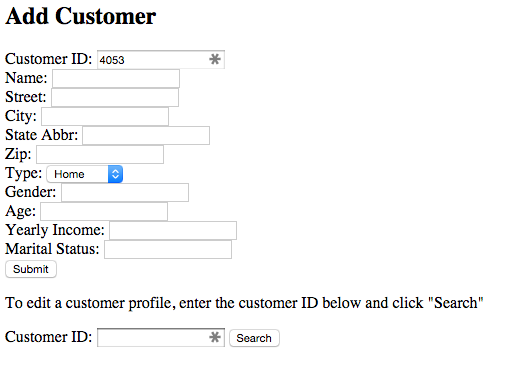 Add Customer
Customer ID: 4053
Name:
Street:
City:
State Abbr:
Zip:
Type: Home
Gender:
Age:
Yearly Income:
Marital Status:
Submit
To edit a customer profile, enter the customer ID below and click "Search"
Customer ID: Search